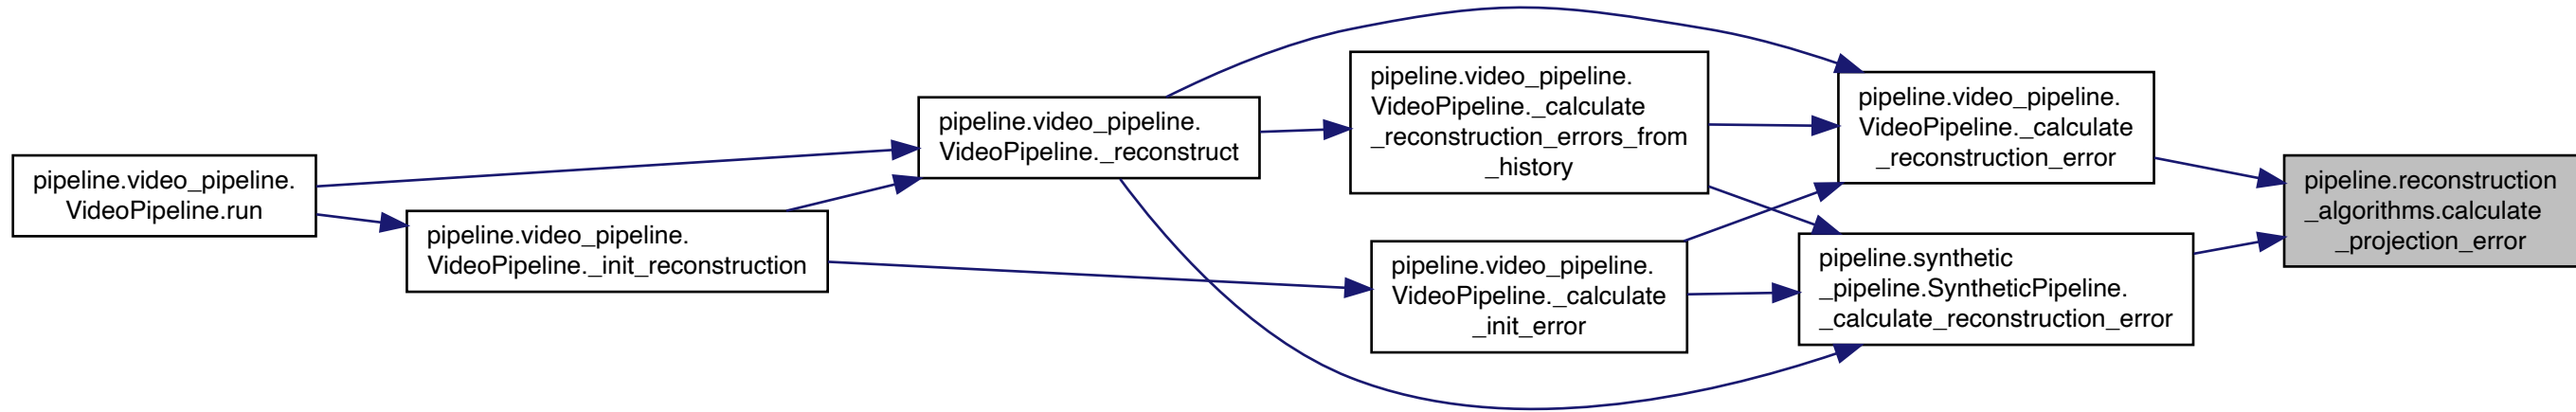 pipeline.video_pipeline.
VideoPipeline.run
pipeline.video_pipeline.
VideoPipeline._init_reconstruction
pipeline.video_pipeline.
VideoPipeline._reconstruct
pipeline.video_pipeline.
VideoPipeline._calculate
_reconstruction_errors_from
_history
pipeline.video_pipeline.
VideoPipeline._calculate
_init_error
pipeline.video_pipeline.
VideoPipeline._calculate
_reconstruction_error
pipeline.synthetic
_pipeline.SyntheticPipeline.
_calculate_reconstruction_error
pipeline.reconstruction
_algorithms.calculate
_projection_error